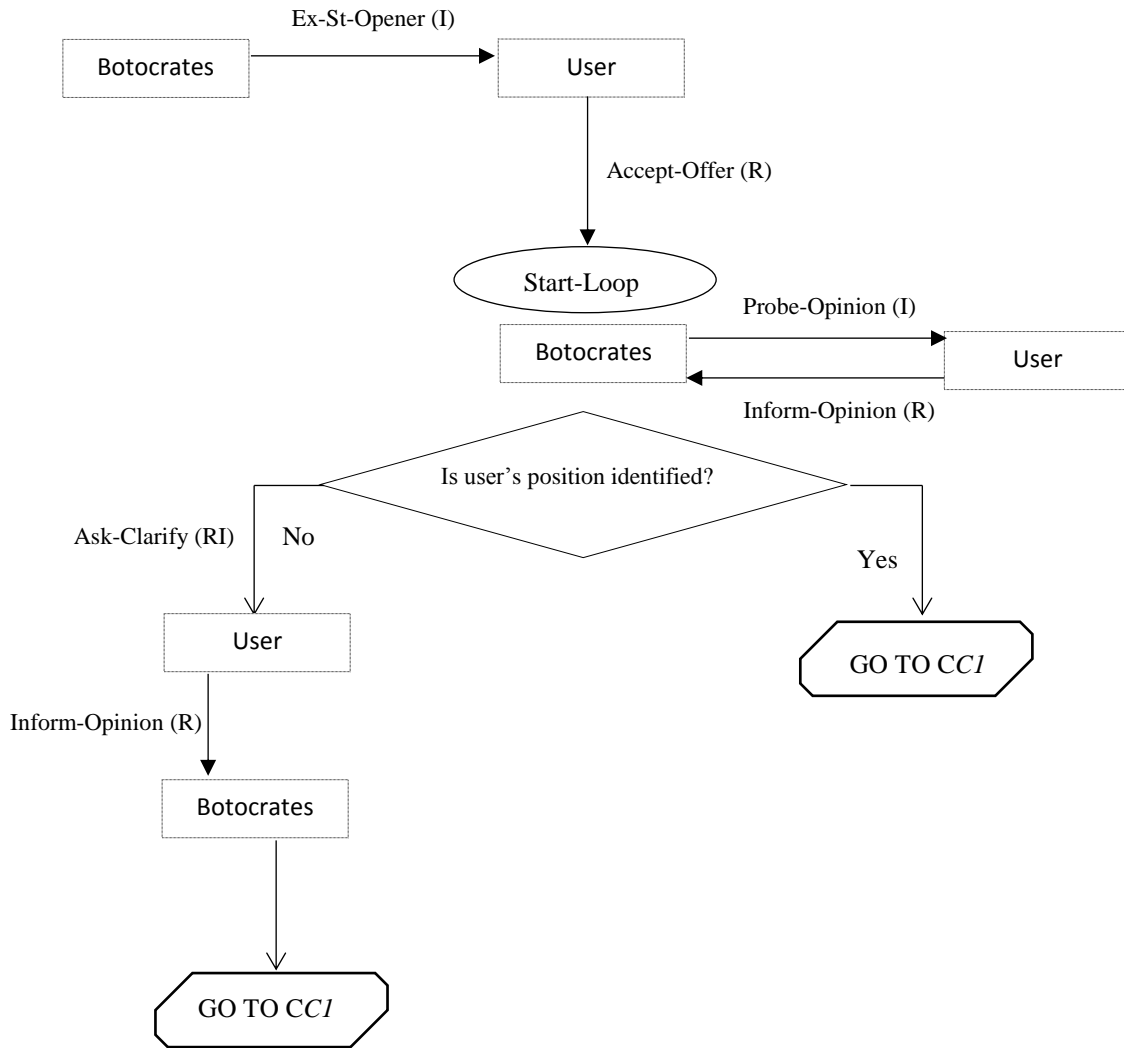 Ex-St-Opener (I)
Botocrates
User
Accept-Offer (R)
Start-Loop
Probe-Opinion (I)
Botocrates
User
Inform-Opinion (R)
Is user’s position identified?
Ask-Clarify (RI)
No
Yes
User
GO TO CC1
Inform-Opinion (R)
Botocrates
GO TO CC1